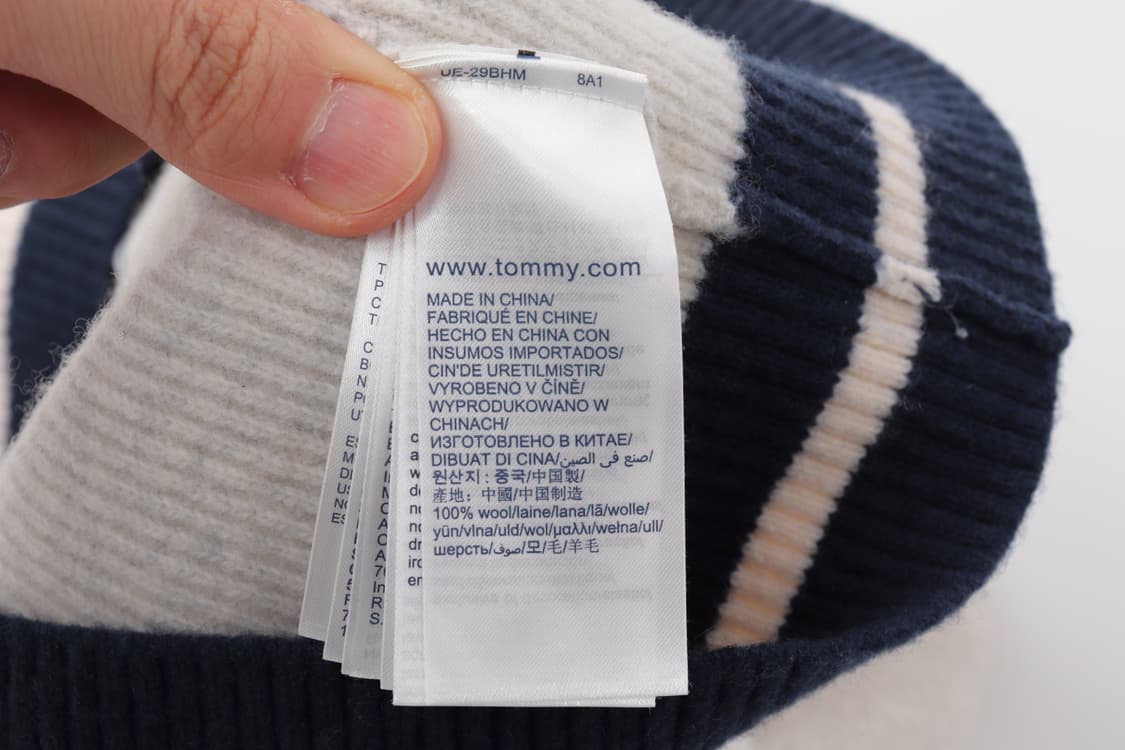 UE-29BHM 8A1
www.tommy.com
MADE IN CHINA/
FABRIQUÉ EN CHINE/
HECHO EN CHINA CON
INSUMOS IMPORTADOS/
CIN'DE URETILMISTIR/
VYROBENO V ČÍNĚ/
WYPRODUKOWANO W
CHINACH/
ИЗГОТОВЛЕНО В КИТАЕ/
DIBUAT DI CINA/صنع في الصين/
원산지 : 중국/中国製/
產地：中國/中国制造
100% wool/laine/lana/lã/wolle/
yün/vlna/uld/wol/μαλλι/wełna/ull/
шерсть/صوف/모/毛/羊毛